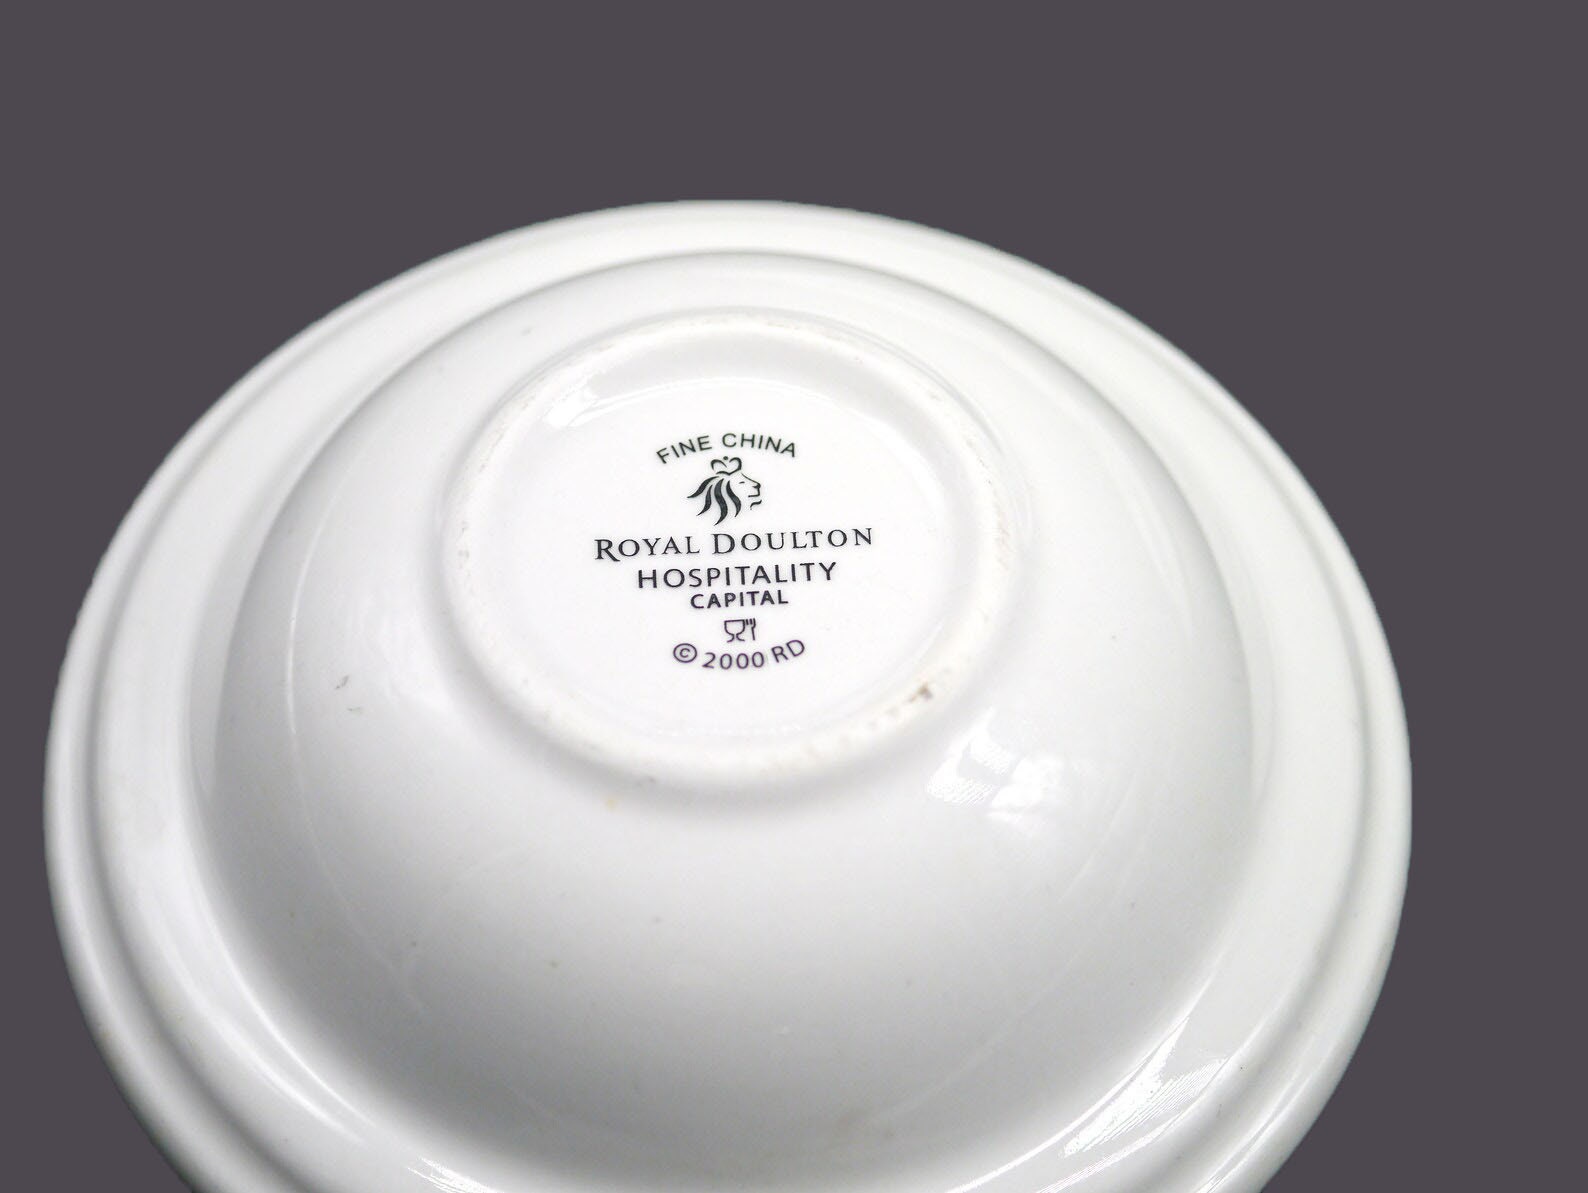 FINE CHINA
ROYAL DOULTON
HOSPITALITY
CAPITAL
© 2000 RD